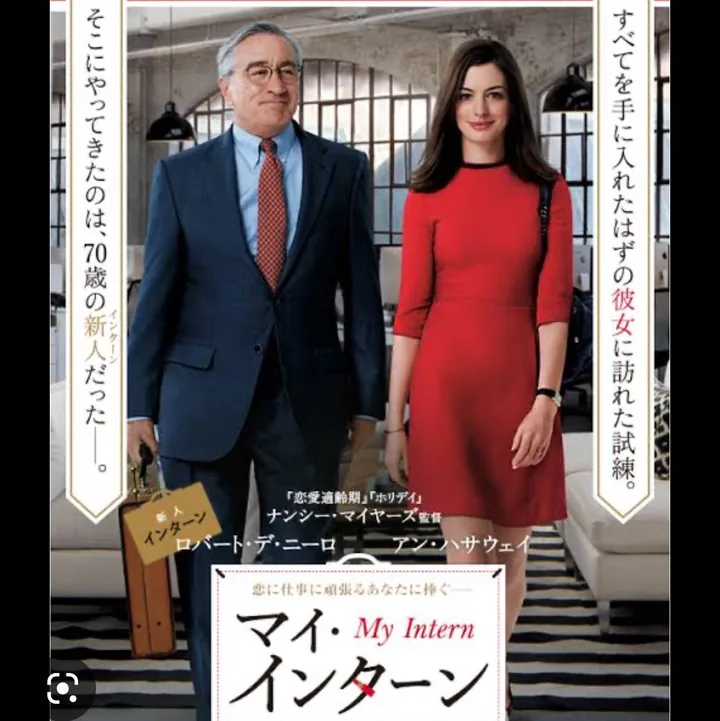 すべてを手に入れたはずの彼女に訪れた試練。
そこにやってきたのは、70歳の新人だった——。
インターン
『恋愛適齢期』『ホリデイ』
ナンシー・マイヤーズ監督
新人
インターン
ロバート・デ・ニーロ
アン・ハサウェイ
恋に仕事に頑張るあなたに捧ぐ——
マイ・
My Intern
インターン